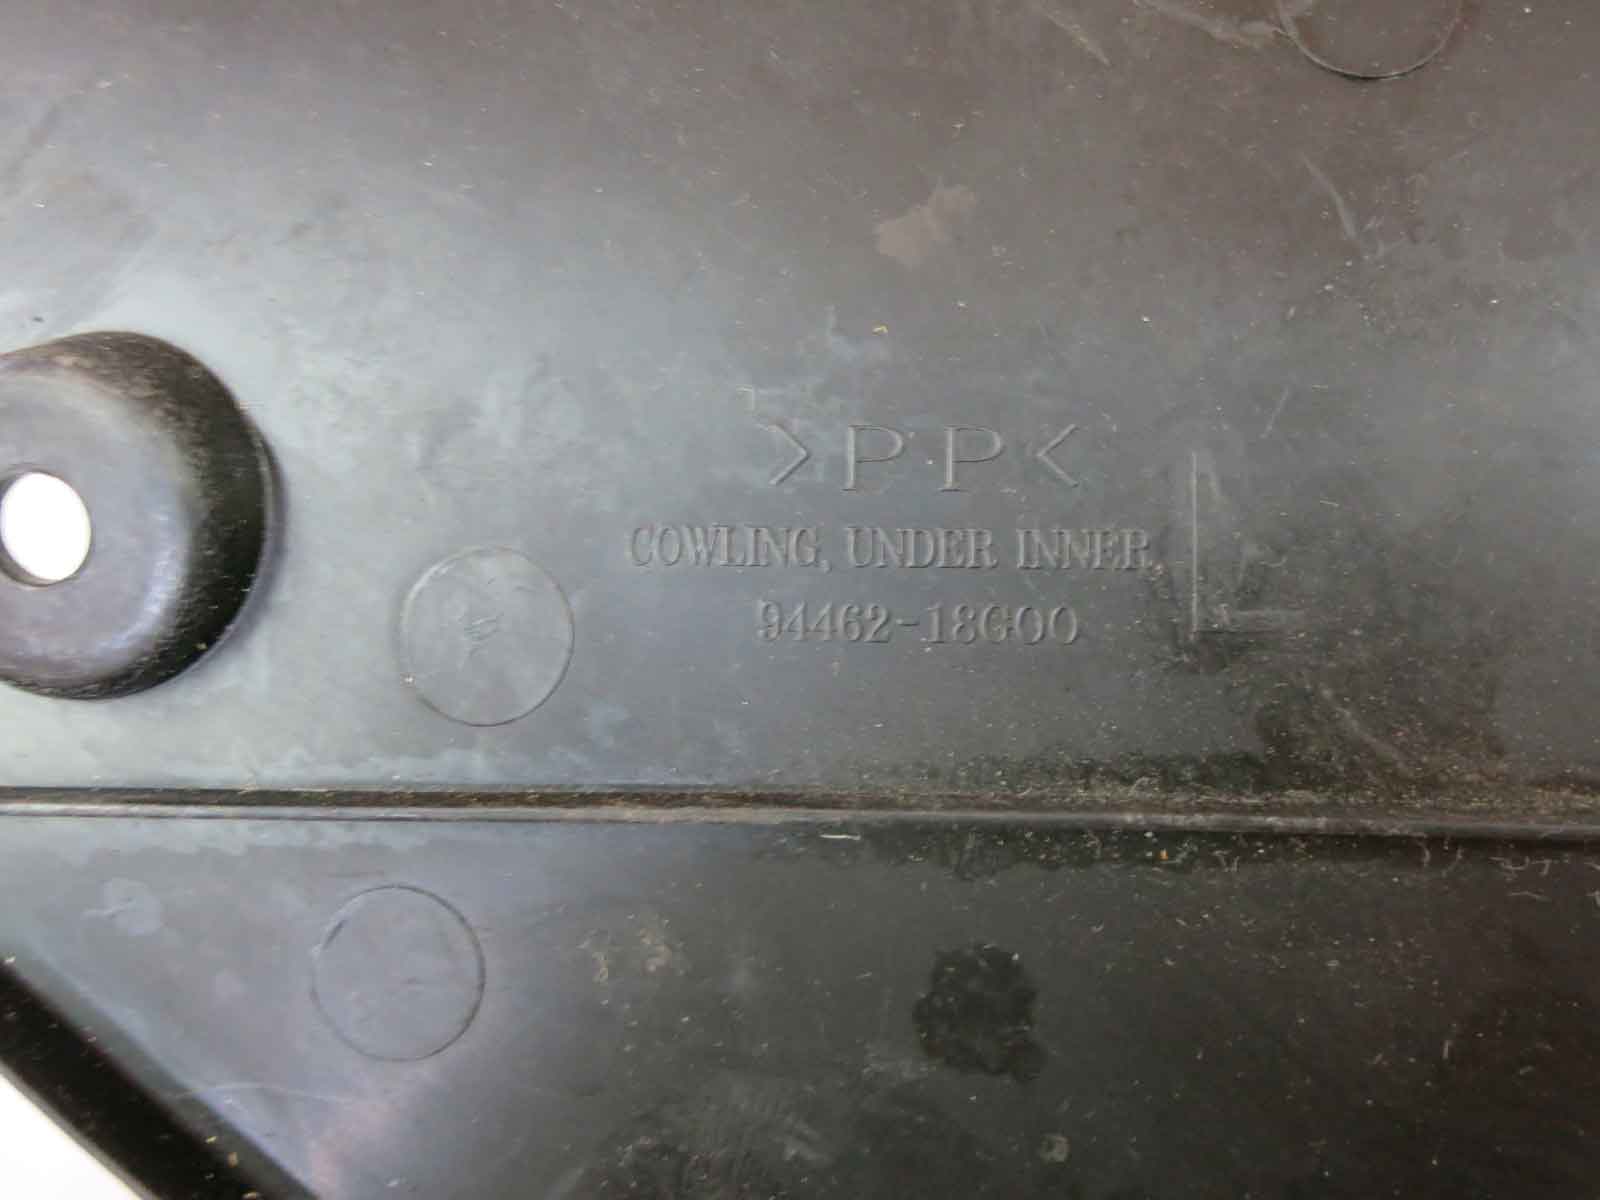 >PP<
COWLING, UNDER INNER L
94462-18G00